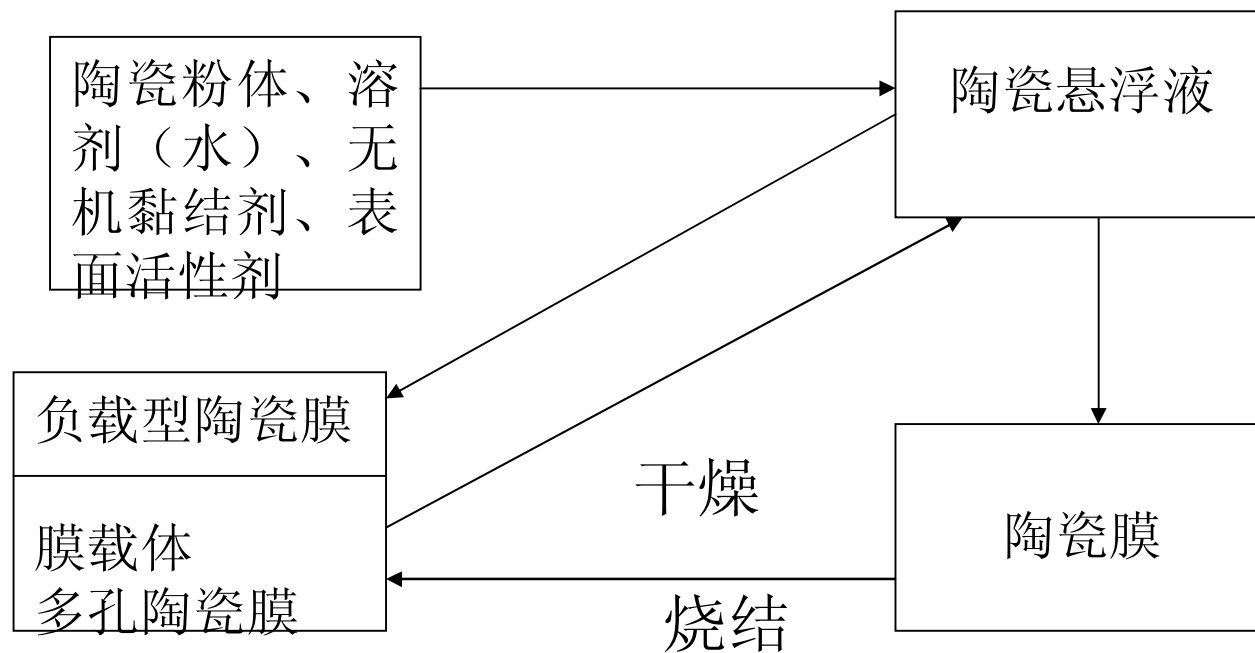 陶瓷粉体、溶
剂（水）、无
机黏结剂、表
面活性剂
陶瓷悬浮液
负载型陶瓷膜
膜载体
多孔陶瓷膜
干燥
烧结
陶瓷膜